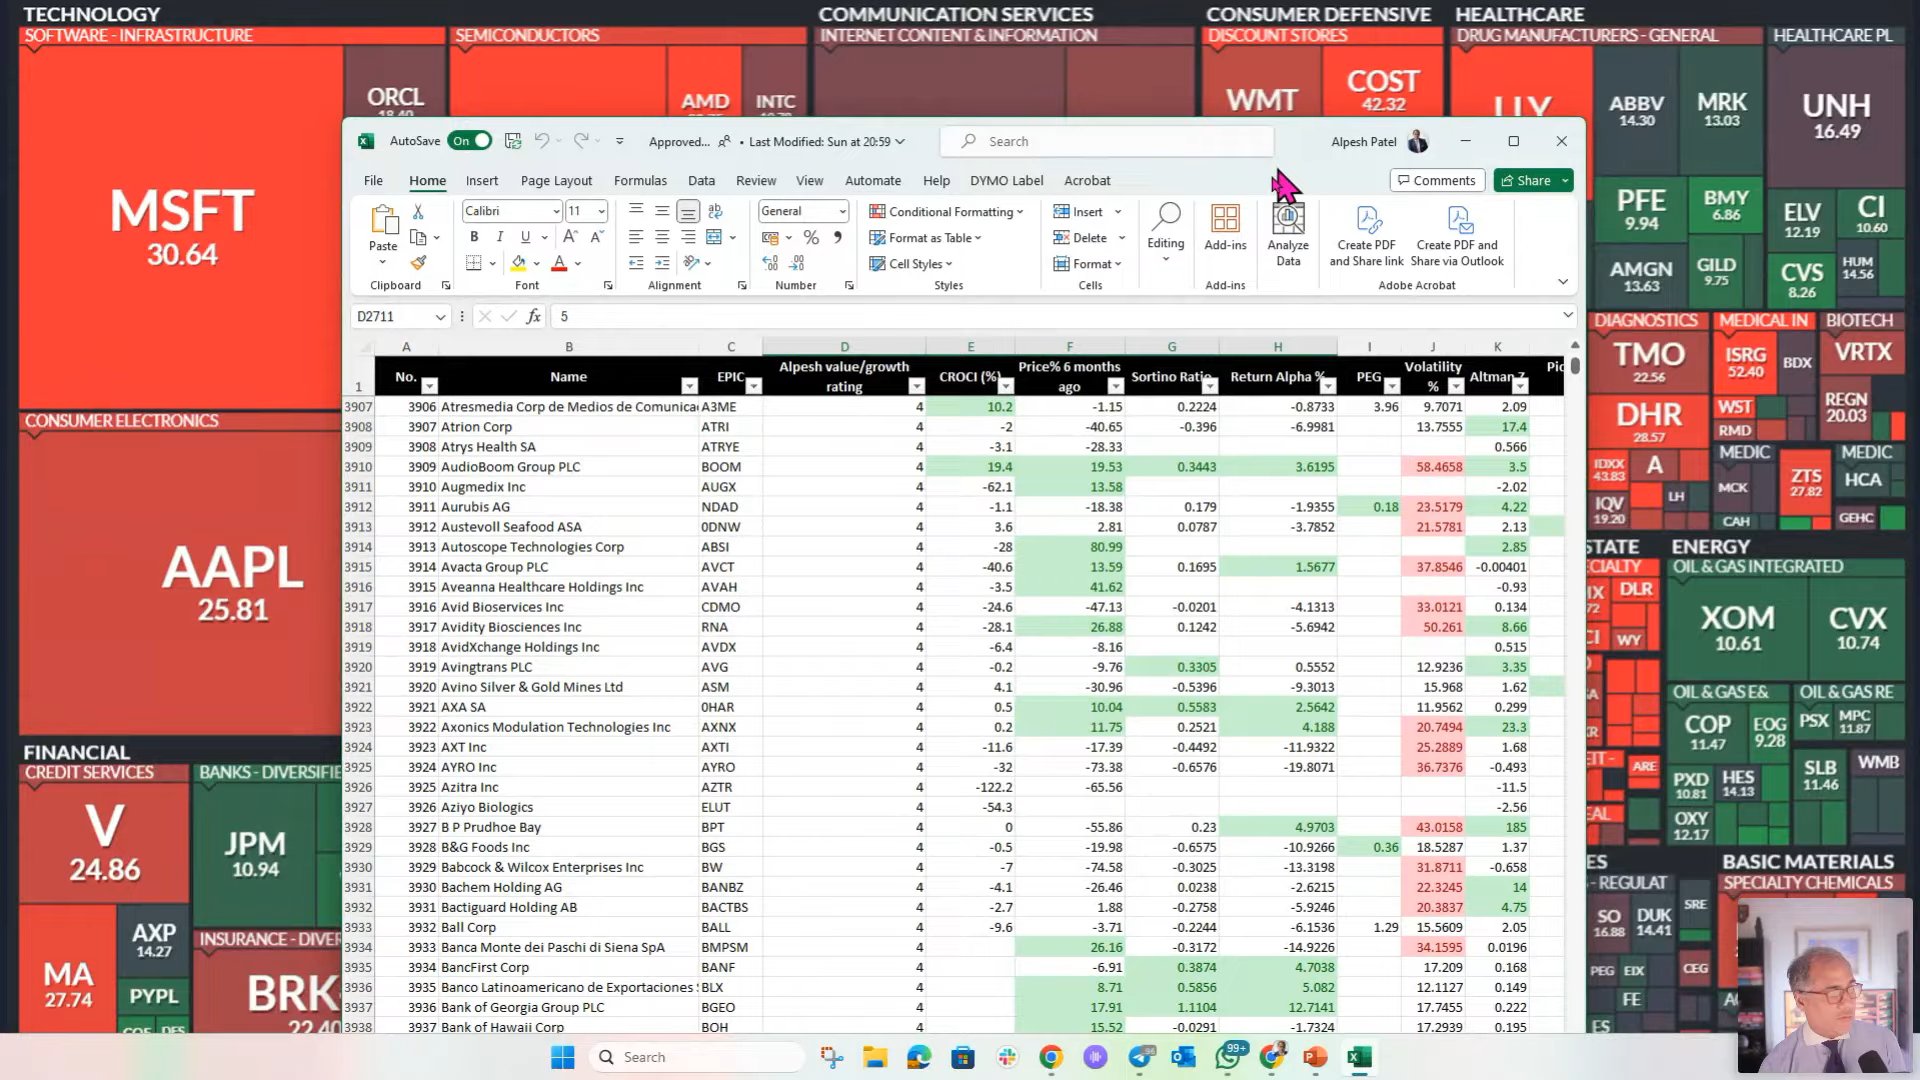 TECHNOLOGY
COMMUNICATION SERVICES
CONSUMER DEFENSIVE
HEALTHCARE
SOFTWARE - INFRASTRUCTURE
SEMICONDUCTORS
INTERNET CONTENT & INFORMATION
DISCOUNT STORES
DRUG MANUFACTURERS - GENERAL
HEALTHCARE PL
MSFT
30.64
ORCL
18.40
AMD
INTC
WMT
COST
42.32
LLY
ABBV
14.30
MRK
13.03
UNH
16.49
PFE
9.94
BMY
6.86
ELV
12.19
CI
10.60
AMGN
13.63
GILD
9.75
CVS
8.26
HUM
14.56
DIAGNOSTICS
MEDICAL IN
BIOTECH
TMO
22.56
ISRG
52.40
BDX
VRTX
DHR
28.57
WST
RMD
REGN
20.03
MEDIC
MEDIC
IDXX
43.83
A
ZTS
27.82
HCA
IQV
19.20
LH
MCK
CAH
GEHC
STATE
ENERGY
OIL & GAS INTEGRATED
DLR
WY
ARE
XOM
10.61
CVX
10.74
OIL & GAS E&
OIL & GAS RE
COP
11.47
EOG
9.28
PSX
MPC
11.87
PXD
10.81
HES
14.13
SLB
11.46
WMB
OXY
12.17
BASIC MATERIALS
- REGULAT
SPECIALTY CHEMICALS
SO
16.88
DUK
14.41
SRE
PEG
EIX
CEG
FE
CONSUMER ELECTRONICS
AAPL
25.81
FINANCIAL
CREDIT SERVICES
BANKS - DIVERSIFIE
V
24.86
JPM
10.94
MA
27.74
AXP
14.27
PYPL
COF
DFS
INSURANCE - DIVER
BRK
22.40
AutoSave On Approved... • Last Modified: Sun at 20:59 Search Alpesh Patel
File Home Insert Page Layout Formulas Data Review View Automate Help DYMO Label Acrobat Comments Share
Paste
Calibri 11
B I U
General
Conditional Formatting
Format as Table
Cell Styles
Insert
Delete
Format
Editing
Add-ins
Analyze Data
Create PDF and Share link
Create PDF and Share via Outlook
Clipboard Font Alignment Number Styles Cells Add-ins Adobe Acrobat
D2711 fx 5
A B C D E F G H I J K
1 No. Name EPIC Alpesh value/growth rating CROCI (%) Price% 6 months ago Sortino Ratio Return Alpha % PEG Volatility % Altman Z
3907 3906 Atresmedia Corp de Medios de Comunica A3ME 4 10.2 -1.15 0.2224 -0.8733 3.96 9.7071 2.09
3908 3907 Atrion Corp ATRI 4 -2 -40.65 -0.396 -6.9981 13.7555 17.4
3909 3908 Atrys Health SA ATRYE 4 -3.1 -28.33 0.566
3910 3909 AudioBoom Group PLC BOOM 4 19.4 19.53 0.3443 3.6195 58.4658 3.5
3911 3910 Augmedix Inc AUGX 4 -62.1 13.58 -2.02
3912 3911 Aurubis AG NDAD 4 -1.1 -18.38 0.179 -1.9355 0.18 23.5179 4.22
3913 3912 Austevoll Seafood ASA 0DNW 4 3.6 2.81 0.0787 -3.7852 21.5781 2.13
3914 3913 Autoscope Technologies Corp ABSI 4 -28 80.99 2.85
3915 3914 Avacta Group PLC AVCT 4 -40.6 13.59 0.1695 1.5677 37.8546 -0.00401
3916 3915 Aveanna Healthcare Holdings Inc AVAH 4 -3.5 41.62 -0.93
3917 3916 Avid Bioservices Inc CDMO 4 -24.6 -47.13 -0.0201 -4.1313 33.0121 0.134
3918 3917 Avidity Biosciences Inc RNA 4 -28.1 26.88 0.1242 -5.6942 50.261 8.66
3919 3918 AvidXchange Holdings Inc AVDX 4 -6.4 -8.16 0.515
3920 3919 Avingtrans PLC AVG 4 -0.2 -9.76 0.3305 0.5552 12.9236 3.35
3921 3920 Avino Silver & Gold Mines Ltd ASM 4 4.1 -30.96 -0.5396 -9.3013 15.968 1.62
3922 3921 AXA SA 0HAR 4 0.5 10.04 0.5583 2.5642 11.9562 0.299
3923 3922 Axonics Modulation Technologies Inc AXNX 4 0.2 11.75 0.2521 4.188 20.7494 23.3
3924 3923 AXT Inc AXTI 4 -11.6 -17.39 -0.4492 -11.9322 25.2889 1.68
3925 3924 AYRO Inc AYRO 4 -32 -73.38 -0.6576 -19.8071 36.7376 -0.493
3926 3925 Azitra Inc AZTR 4 -122.2 -65.56 -11.5
3927 3926 Aziyo Biologics ELUT 4 -54.3 -2.56
3928 3927 B P Prudhoe Bay BPT 4 0 -55.86 0.23 4.9703 43.0158 185
3929 3928 B&G Foods Inc BGS 4 -0.5 -19.98 -0.6575 -10.9266 0.36 18.5287 1.37
3930 3929 Babcock & Wilcox Enterprises Inc BW 4 -7 -74.58 -0.3025 -13.3198 31.8711 -0.658
3931 3930 Bachem Holding AG BANBZ 4 -4.1 -26.46 0.0238 -2.6215 22.3245 14
3932 3931 Bactiguard Holding AB BACTBS 4 -2.7 1.88 -0.2758 -5.9246 20.3837 4.75
3933 3932 Ball Corp BALL 4 -9.6 -3.71 -0.2244 -6.1536 1.29 15.5609 2.05
3934 3933 Banca Monte dei Paschi di Siena SpA BMPSM 4 26.16 -0.3172 -14.9226 34.1595 0.0196
3935 3934 BancFirst Corp BANF 4 -6.91 0.3874 4.7038 17.209 0.168
3936 3935 Banco Latinoamericano de Exportaciones BLX 4 8.71 0.5856 5.082 12.1127 0.149
3937 3936 Bank of Georgia Group PLC BGEO 4 17.91 1.1104 12.7141 17.7455 0.222
3938 3937 Bank of Hawaii Corp BOH 4 15.52 -0.0291 -1.7324 17.2939 0.195
Search
99+